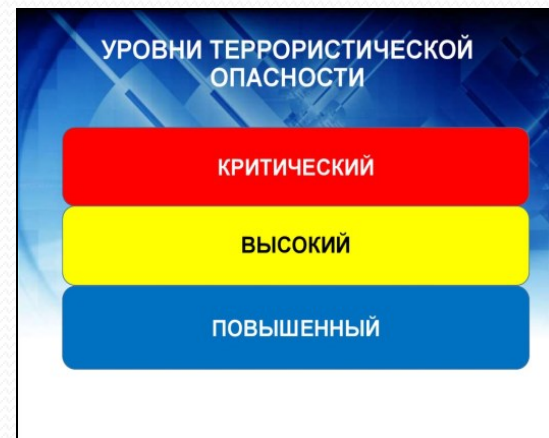 УРОВНИ ТЕРРОРИСТИЧЕСКОЙ
ОПАСНОСТИ
КРИТИЧЕСКИЙ
ВЫСОКИЙ
ПОВЫШЕННЫЙ